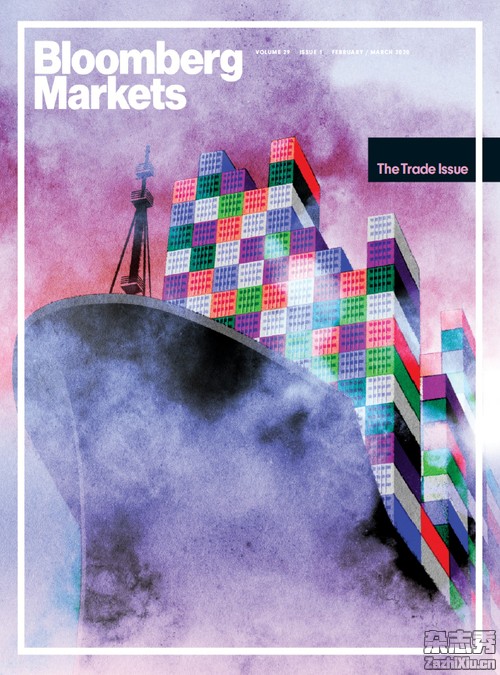 Bloomberg
Markets
VOLUME 29 ISSUE 1 FEBRUARY / MARCH 2020
The Trade Issue
杂志秀
ZaZhiXiu.cn